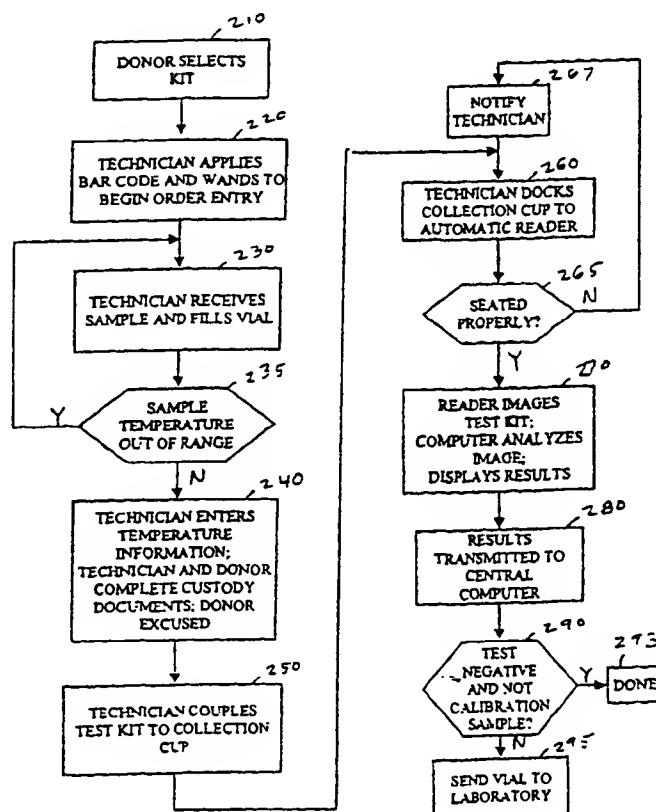 210
DONOR SELECTS
KIT
220
TECHNICIAN APPLIES
BAR CODE AND WANDS TO
BEGIN ORDER ENTRY
230
TECHNICIAN RECEIVES
SAMPLE AND FILLS VIAL
235
Y
SAMPLE
TEMPERATURE
OUT OF RANGE
N
240
TECHNICIAN ENTERS
TEMPERATURE
INFORMATION;
TECHNICIAN AND DONOR
COMPLETE CUSTODY
DOCUMENTS; DONOR
EXCUSED
250
TECHNICIAN COUPLES
TEST KIT TO COLLECTION
CUP
267
NOTIFY
TECHNICIAN
260
TECHNICIAN DOCKS
COLLECTION CUP TO
AUTOMATIC READER
265
SEATED
PROPERLY?
N
Y
270
READER IMAGES
TEST KIT;
COMPUTER ANALYZES
IMAGE;
DISPLAYS RESULTS
280
RESULTS
TRANSMITTED TO
CENTRAL
COMPUTER
290
TEST
NEGATIVE
AND NOT
CALIBRATION
SAMPLE?
Y
293
DONE
N
295
SEND VIAL TO
LABORATORY